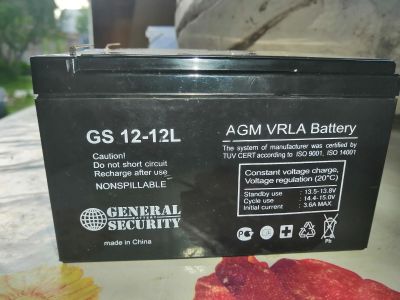 GS 12-12L
Caution!
Do not short circuit
Recharge after use
NONSPILLABLE
GENERAL
SECURITY
made in China
AGM VRLA Battery
The system of manufacturer was certified by
TUV CERT according to ISO 9001, ISO 14001
Constant voltage charge,
Voltage regulation (20°C)
Standby use : 13.5-13.8V
Cycle use : 14.4-15.0V
Initial current : 3.6A MAX.
Pb